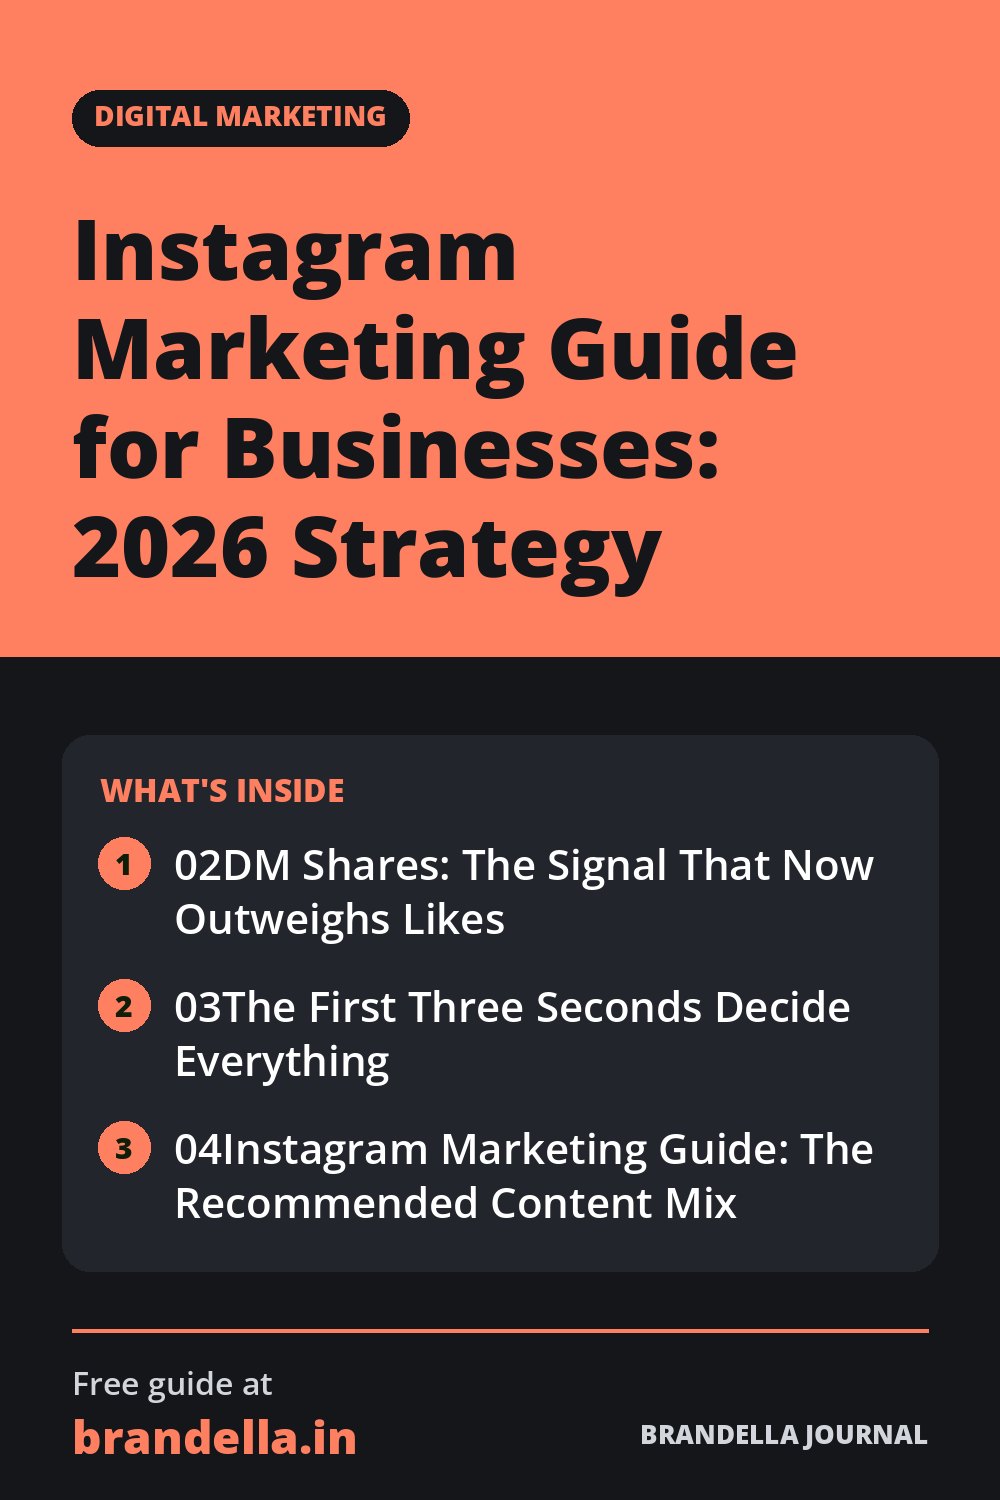 DIGITAL MARKETING
Instagram
Marketing Guide
for Businesses:
2026 Strategy
WHAT'S INSIDE
1 02DM Shares: The Signal That Now
Outweighs Likes
2 03The First Three Seconds Decide
Everything
3 04Instagram Marketing Guide: The
Recommended Content Mix
Free guide at
brandella.in
BRANDELLA JOURNAL